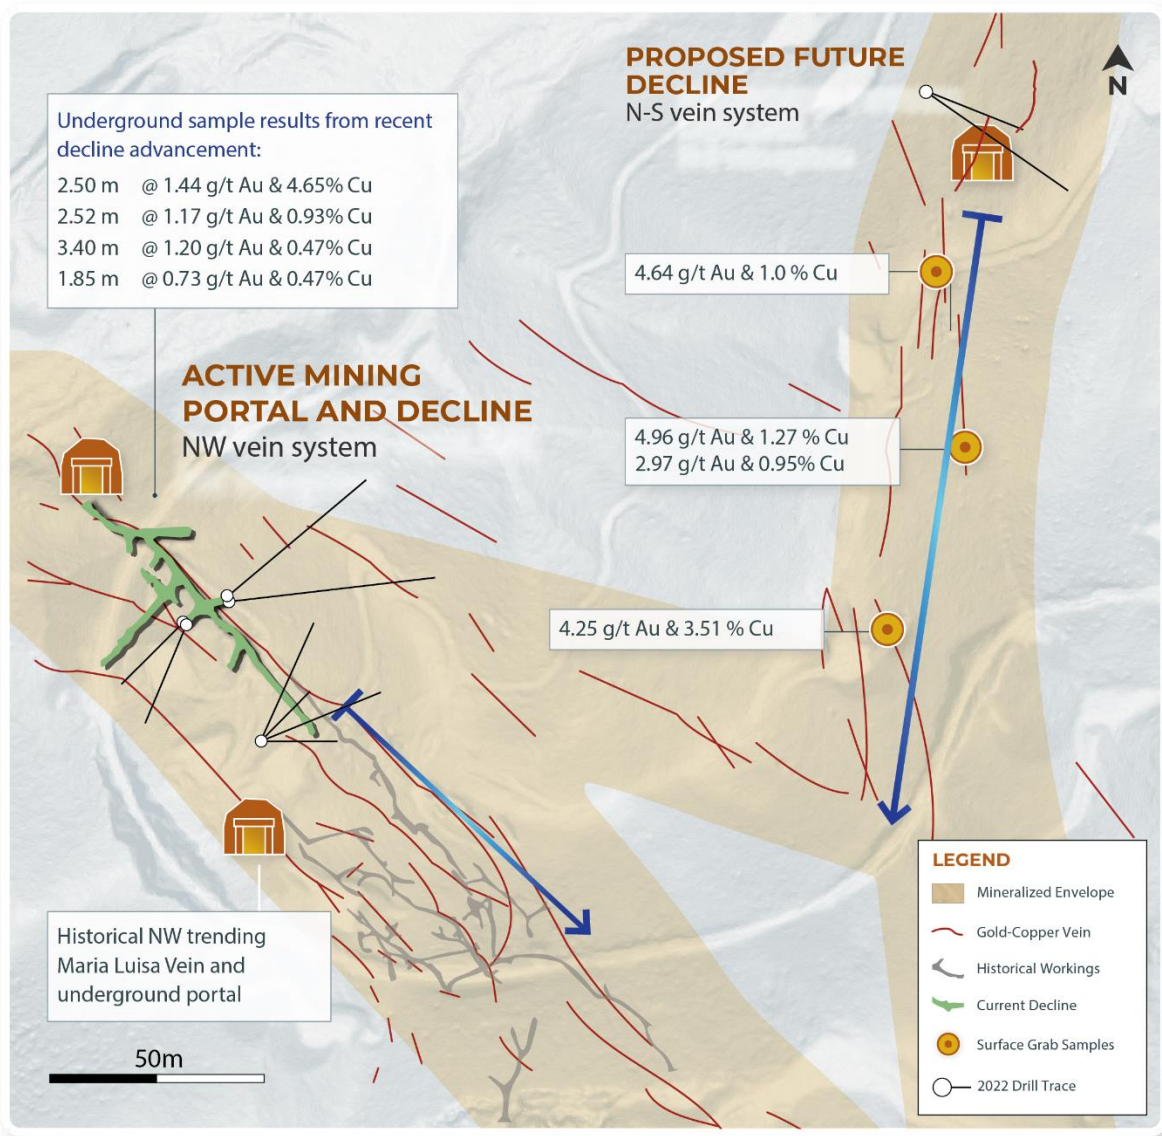 PROPOSED FUTURE
DECLINE
N-S vein system
N
Underground sample results from recent
decline advancement:
2.50 m @ 1.44 g/t Au & 4.65% Cu
2.52 m @ 1.17 g/t Au & 0.93% Cu
3.40 m @ 1.20 g/t Au & 0.47% Cu
1.85 m @ 0.73 g/t Au & 0.47% Cu
4.64 g/t Au & 1.0 % Cu
ACTIVE MINING
PORTAL AND DECLINE
NW vein system
4.96 g/t Au & 1.27 % Cu
2.97 g/t Au & 0.95% Cu
4.25 g/t Au & 3.51 % Cu
Historical NW trending
Maria Luisa Vein and
underground portal
50m
LEGEND
Mineralized Envelope
Gold-Copper Vein
Historical Workings
Current Decline
Surface Grab Samples
2022 Drill Trace